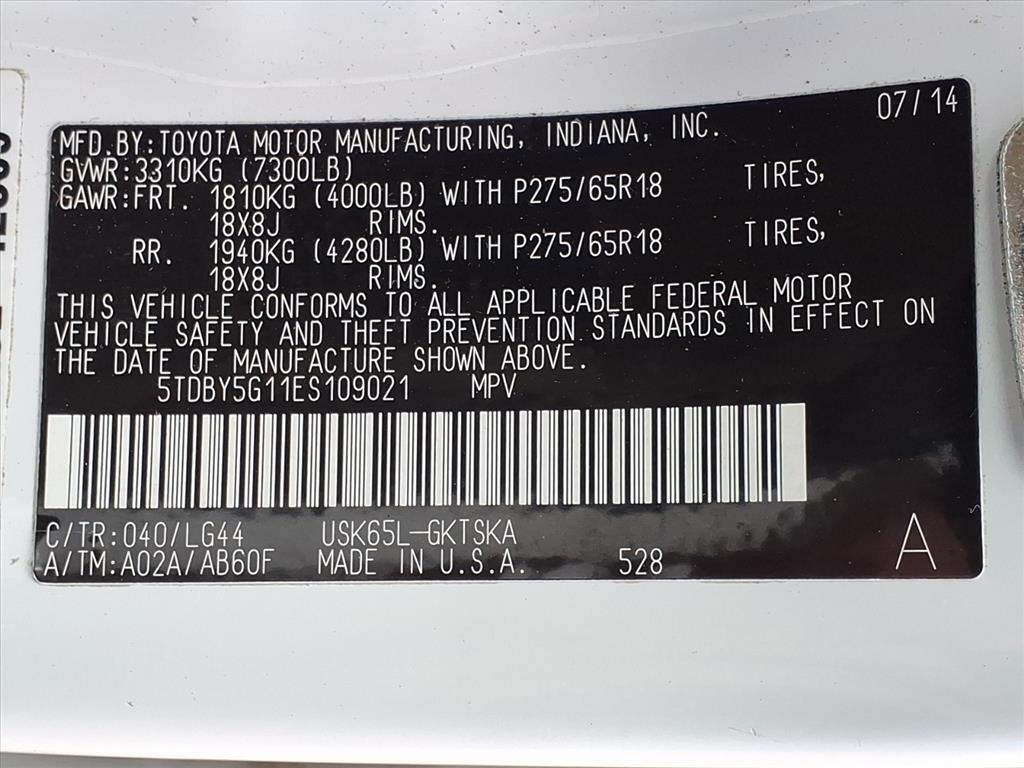 07/14
MFD.BY:TOYOTA MOTOR MANUFACTURING, INDIANA, INC.
GVWR:3310KG (7300LB)
GAWR:FRT. 1810KG (4000LB) WITH P275/65R18 TIRES,
18X8J RIMS.
RR. 1940KG (4280LB) WITH P275/65R18 TIRES,
18X8J RIMS.
THIS VEHICLE CONFORMS TO ALL APPLICABLE FEDERAL MOTOR
VEHICLE SAFETY AND THEFT PREVENTION STANDARDS IN EFFECT ON
THE DATE OF MANUFACTURE SHOWN ABOVE.
5TDBY5G11ES109021 MPV
C/TR:040/LG44 USK65L-GKTSKA
A/TM:A02A/AB60F MADE IN U.S.A. 528 A